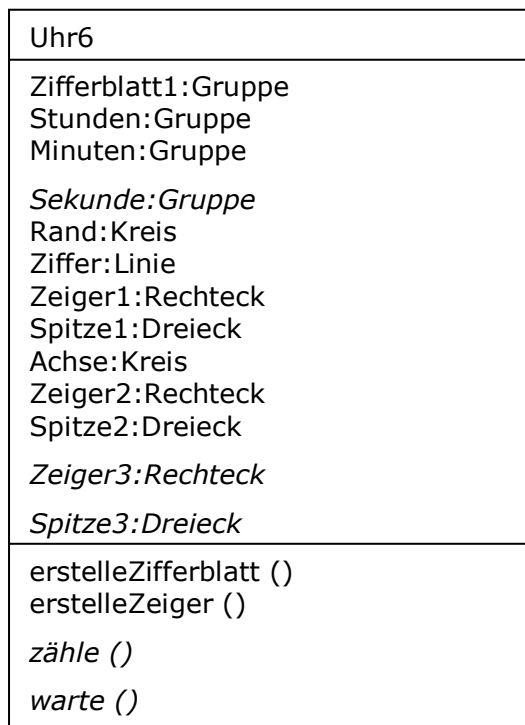 Uhr6
Zifferblatt1:Gruppe
Stunden:Gruppe
Minuten:Gruppe
Sekunde:Gruppe
Rand:Kreis
Ziffer:Linie
Zeiger1:Rechteck
Spitze1:Dreieck
Achse:Kreis
Zeiger2:Rechteck
Spitze2:Dreieck
Zeiger3:Rechteck
Spitze3:Dreieck
erstelleZifferblatt ()
erstelleZeiger ()
zähle ()
warte ()